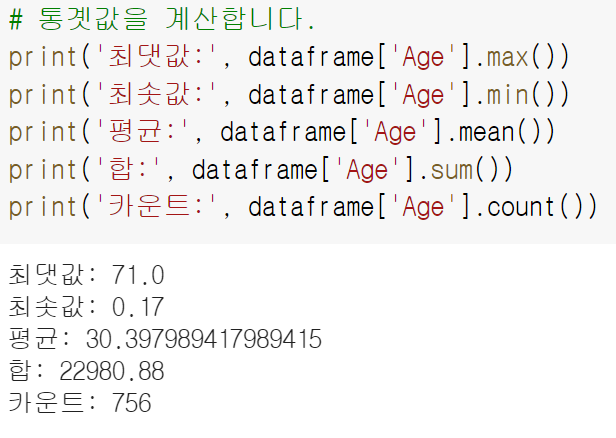 # 통곗값을 계산합니다.
print('최댓값:', dataframe['Age'].max())
print('최솟값:', dataframe['Age'].min())
print('평균:', dataframe['Age'].mean())
print('합:', dataframe['Age'].sum())
print('카운트:', dataframe['Age'].count())
최댓값: 71.0
최솟값: 0.17
평균: 30.397989417989415
합: 22980.88
카운트: 756